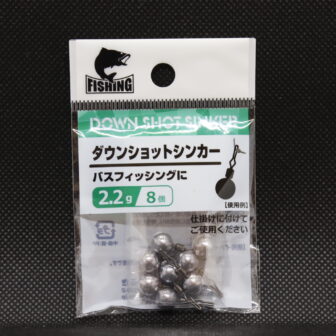 FISHING
DOWN SHOT SINKER
ダウンショットシンカー
バスフィッシングに
2.2g 8個
【使用例】
仕掛けに付けて
ご使用ください